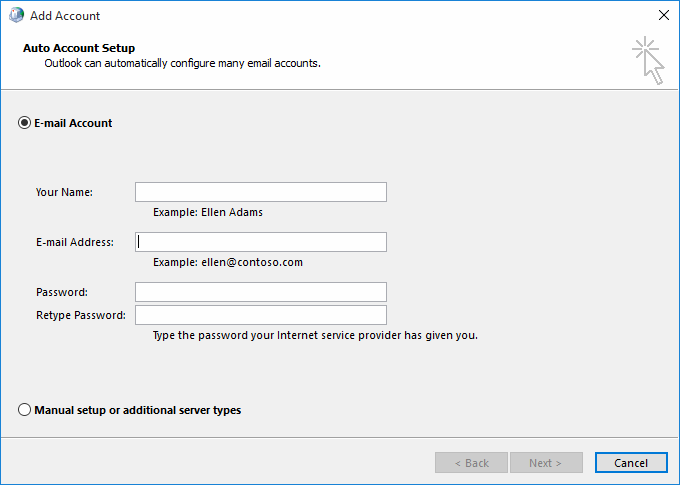 Add Account
Auto Account Setup
Outlook can automatically configure many email accounts.
E-mail Account
Your Name:
Example: Ellen Adams
E-mail Address:
Example: ellen@contoso.com
Password:
Retype Password:
Type the password your Internet service provider has given you.
Manual setup or additional server types
< Back Next > Cancel